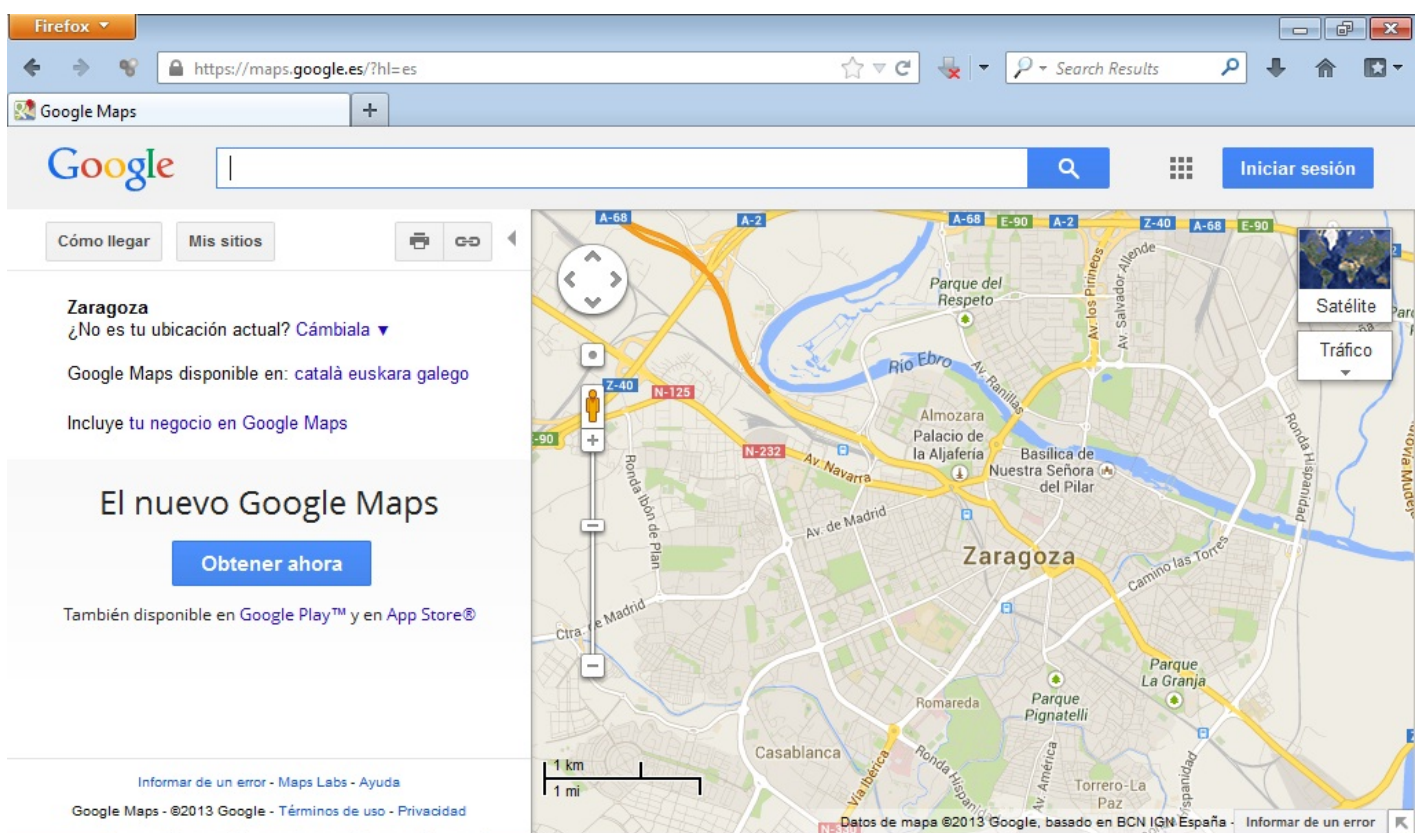 Firefox
https://maps.google.es/?hl=es
Search Results
Google Maps
Google
Iniciar sesión
Cómo llegar
Mis sitios
Zaragoza
¿No es tu ubicación actual? Cámbiala ▼
Google Maps disponible en: català euskara galego
Incluye tu negocio en Google Maps
El nuevo Google Maps
Obtener ahora
También disponible en Google Play™ y en App Store®
Informar de un error - Maps Labs - Ayuda
Google Maps - ©2013 Google - Términos de uso - Privacidad
A-68
A-2
A-68
E-90
A-2
Z-40
A-68
E-90
Satélite
Tráfico
Parque del
Respeto
Av. los Pirineos
Av. Salvador Allende
Río Ebro
Av. Ranillas
Z-40
N-125
-90
N-232
Av. Navarra
Almozara
Palacio de
la Aljafería
Basílica de
Nuestra Señora
del Pilar
Ronda Hispanidad
Ronda Ibón de Plan
Av. de Madrid
Zaragoza
Camino las Torres
Ctra. de Madrid
Parque
La Granja
Parque
Pignatelli
Romareda
Casablanca
Vía Ibérica
Ronda Hispanidad
Av. América
Torrero-La
Paz
Hispanidad
1 km
1 mi
N-330
Datos de mapa ©2013 Google, basado en BCN IGN España -
Informar de un error